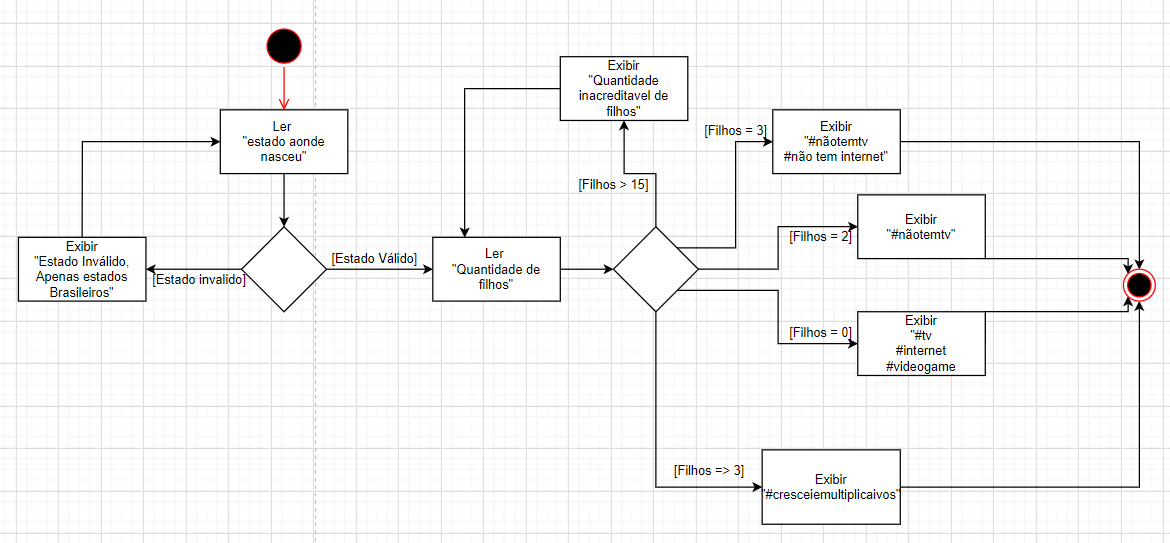 Ler
"estado aonde
nasceu"
Exibir
"Estado Inválido,
Apenas estados
Brasileiros"
[Estado invalido]
[Estado Válido]
Ler
"Quantidade de
filhos"
Exibir
"Quantidade
inacreditavel de
filhos"
[Filhos > 15]
[Filhos = 3]
Exibir
"#nãotemtv
#não tem internet"
[Filhos = 2]
Exibir
"#nãotemtv"
[Filhos = 0]
Exibir
"#tv
#internet
#videogame
[Filhos => 3]
Exibir
"#cresceiemultiplicaivos"